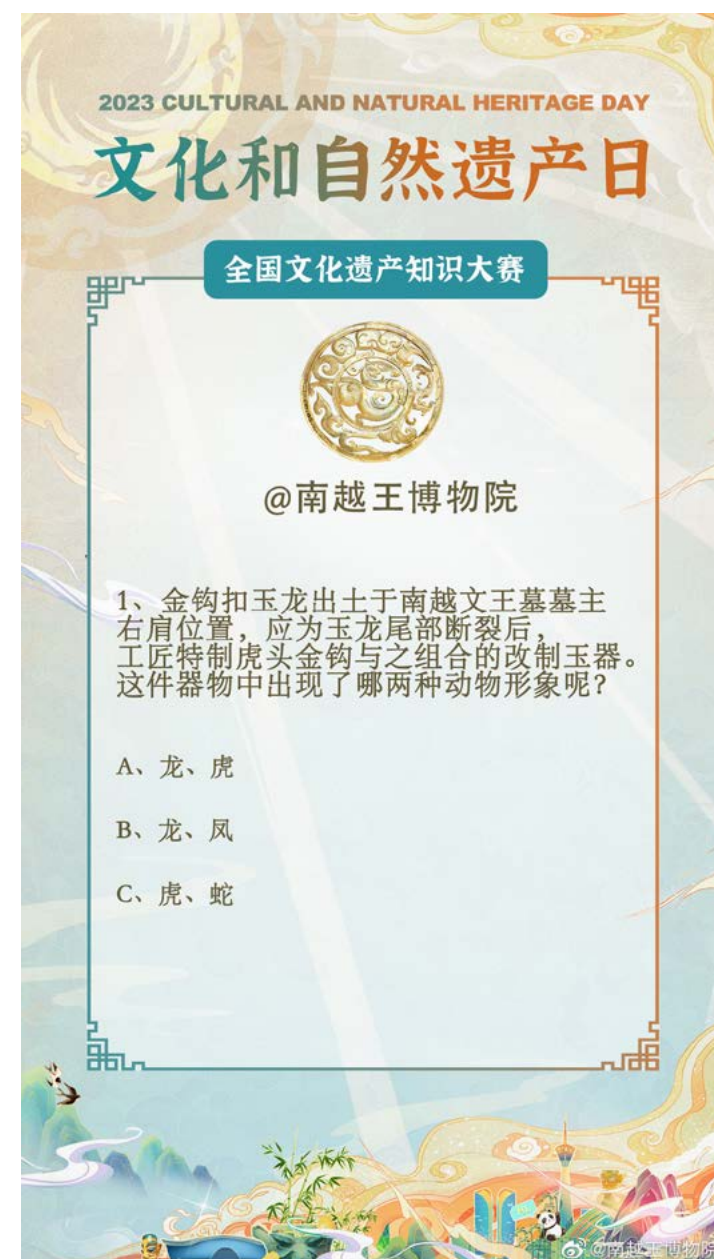 2023 CULTURAL AND NATURAL HERITAGE DAY
文化和自然遗产日
全国文化遗产知识大赛
@南越王博物院
1、金钩扣玉龙出土于南越文王墓墓主
右肩位置，应为玉龙尾部断裂后，
工匠特制虎头金钩与之组合的改制玉器。
这件器物中出现了哪两种动物形象呢？
A、龙、虎
B、龙、凤
C、虎、蛇
@南越王博物院